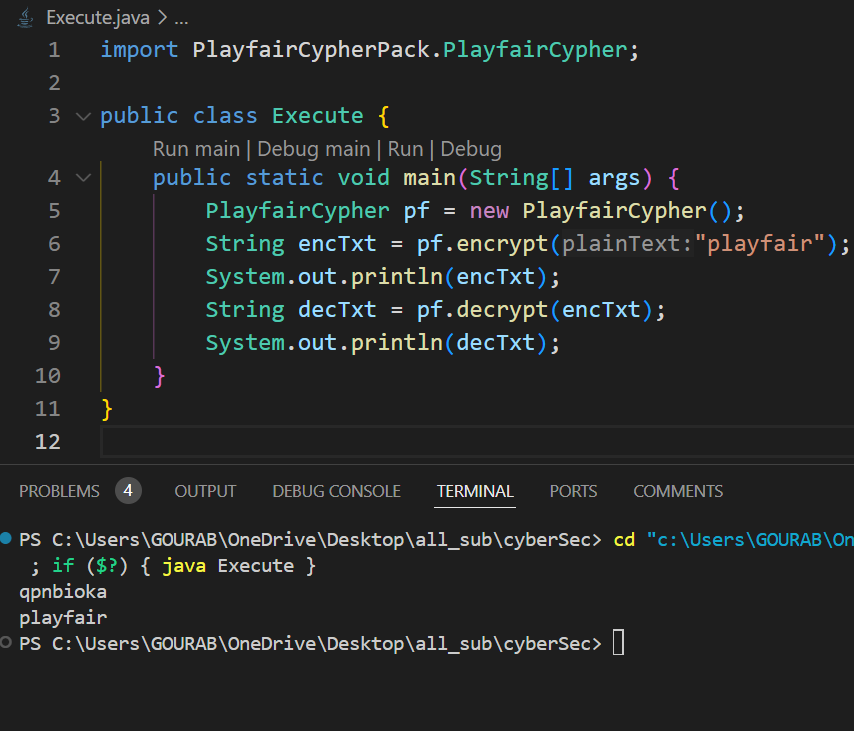 Execute.java > ...
1 import PlayfairCypherPack.PlayfairCypher;
2
3 public class Execute {
Run main | Debug main | Run | Debug
4 public static void main(String[] args) {
5 PlayfairCypher pf = new PlayfairCypher();
6 String encTxt = pf.encrypt(plainText:"playfair");
7 System.out.println(encTxt);
8 String decTxt = pf.decrypt(encTxt);
9 System.out.println(decTxt);
10 }
11 }
12
PROBLEMS 4 OUTPUT DEBUG CONSOLE TERMINAL PORTS COMMENTS
PS C:\Users\GOURAB\OneDrive\Desktop\all_sub\cyberSec> cd "c:\Users\GOURAB\On
; if ($?) { java Execute }
qpnbioka
playfair
PS C:\Users\GOURAB\OneDrive\Desktop\all_sub\cyberSec>